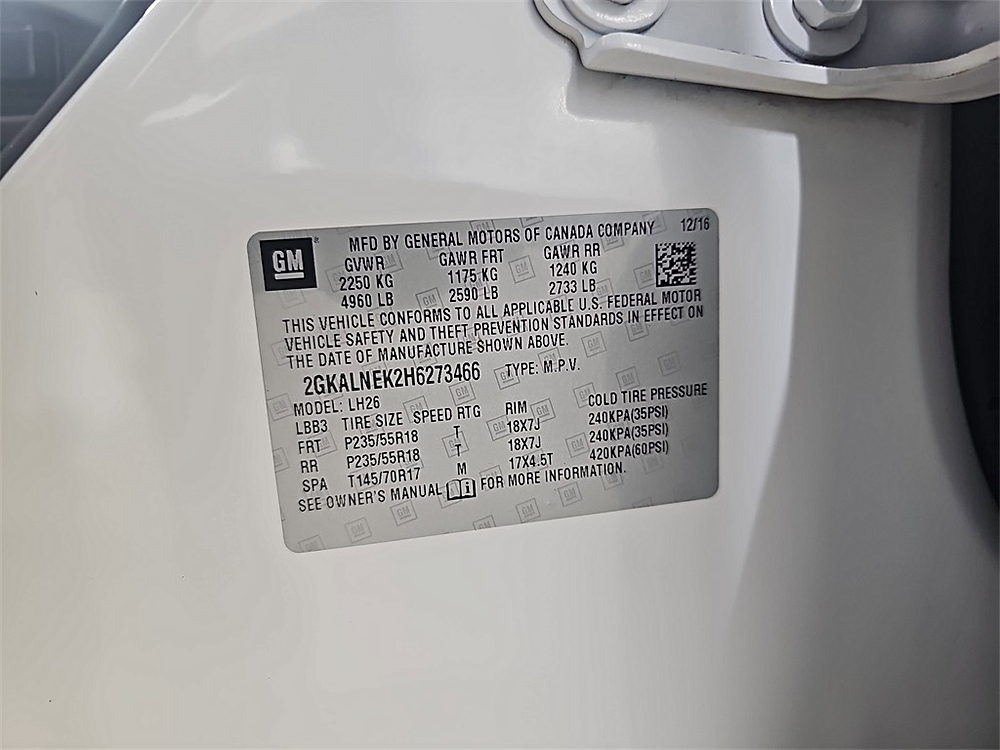 GM
MFD BY GENERAL MOTORS OF CANADA COMPANY 12/16
GVWR GAWR FRT GAWR RR
2250 KG 1175 KG 1240 KG
4960 LB 2590 LB 2733 LB
THIS VEHICLE CONFORMS TO ALL APPLICABLE U.S. FEDERAL MOTOR
VEHICLE SAFETY AND THEFT PREVENTION STANDARDS IN EFFECT ON
THE DATE OF MANUFACTURE SHOWN ABOVE.
2GKALNEK2H6273466 TYPE: M.P.V.
MODEL: LH26
LBB3 TIRE SIZE SPEED RTG RIM COLD TIRE PRESSURE
FRT P235/55R18 T 18X7J 240KPA(35PSI)
RR P235/55R18 T 18X7J 240KPA(35PSI)
SPA T145/70R17 M 17X4.5T 420KPA(60PSI)
SEE OWNER'S MANUAL FOR MORE INFORMATION.